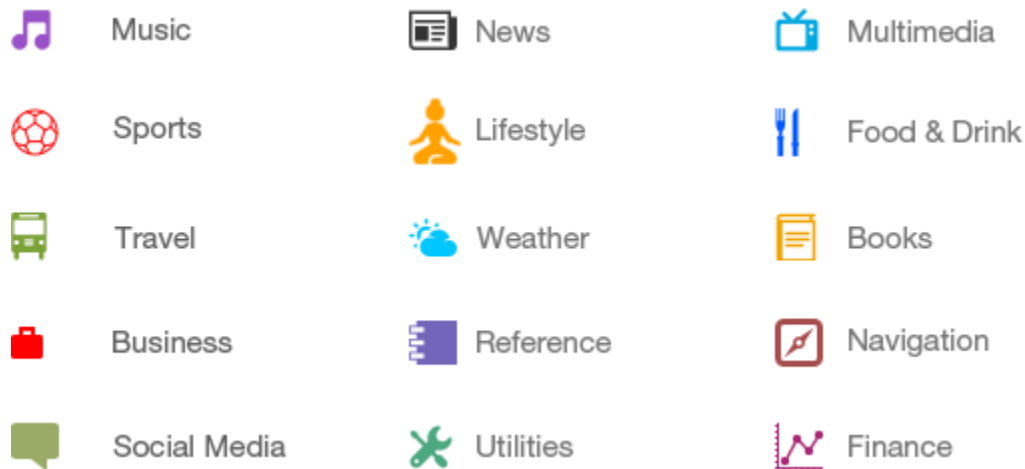 Music
News
Multimedia
Sports
Lifestyle
Food & Drink
Travel
Weather
Books
Business
Reference
Navigation
Social Media
Utilities
Finance